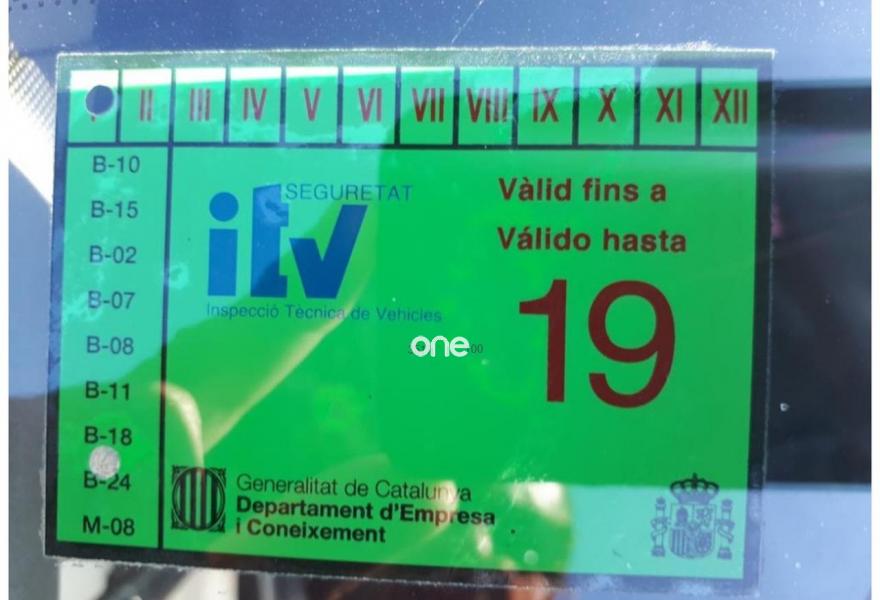 I II III IV V VI VII VIII IX X XI XII
B-10
B-15
B-02
B-07
B-08
B-11
B-18
B-24
M-08
SEGURETAT
itv
Inspecció Tècnica de Vehicles
Vàlid fins a
Válido hasta
19
one
Generalitat de Catalunya
Departament d'Empresa
i Coneixement